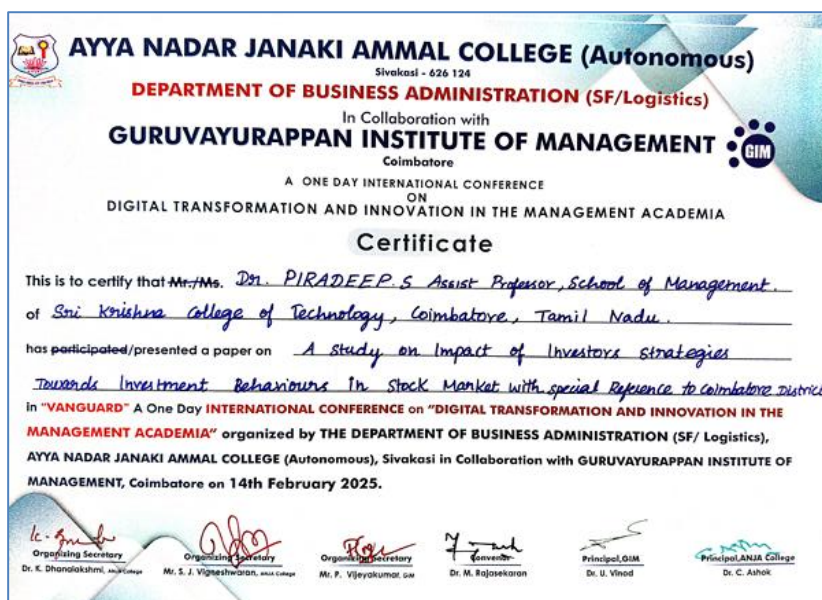 AYYA NADAR JANAKI AMMAL COLLEGE (Autonomous)
Sivakasi - 626 124
DEPARTMENT OF BUSINESS ADMINISTRATION (SF/Logistics)
In Collaboration with
GURUVAYURAPPAN INSTITUTE OF MANAGEMENT
GIM
Coimbatore
A ONE DAY INTERNATIONAL CONFERENCE
ON
DIGITAL TRANSFORMATION AND INNOVATION IN THE MANAGEMENT ACADEMIA
Certificate
This is to certify that Mr./Ms. Dr. PIRADEEP. S Assist Professor, School of Management.
of Sri Krishna College of Technology, Coimbatore, Tamil Nadu.
has participated/presented a paper on A Study on Impact of Investors strategies
Towards Investment Behaviours in Stock Market with special Reference to Coimbatore District
in "VANGUARD" A One Day INTERNATIONAL CONFERENCE on "DIGITAL TRANSFORMATION AND INNOVATION IN THE
MANAGEMENT ACADEMIA" organized by THE DEPARTMENT OF BUSINESS ADMINISTRATION (SF/ Logistics),
AYYA NADAR JANAKI AMMAL COLLEGE (Autonomous), Sivakasi in Collaboration with GURUVAYURAPPAN INSTITUTE OF
MANAGEMENT, Coimbatore on 14th February 2025.
Organizing Secretary
Dr. K. Dhanalakshmi, ANJA College
Organizing Secretary
Mr. S. J. Vigneshwaran, ANJA College
Organizing Secretary
Mr. P. Vijeyakumar, GIM
Convenor
Dr. M. Rajasekaran
Principal,GIM
Dr. U. Vinod
Principal,ANJA College
Dr. C. Ashok